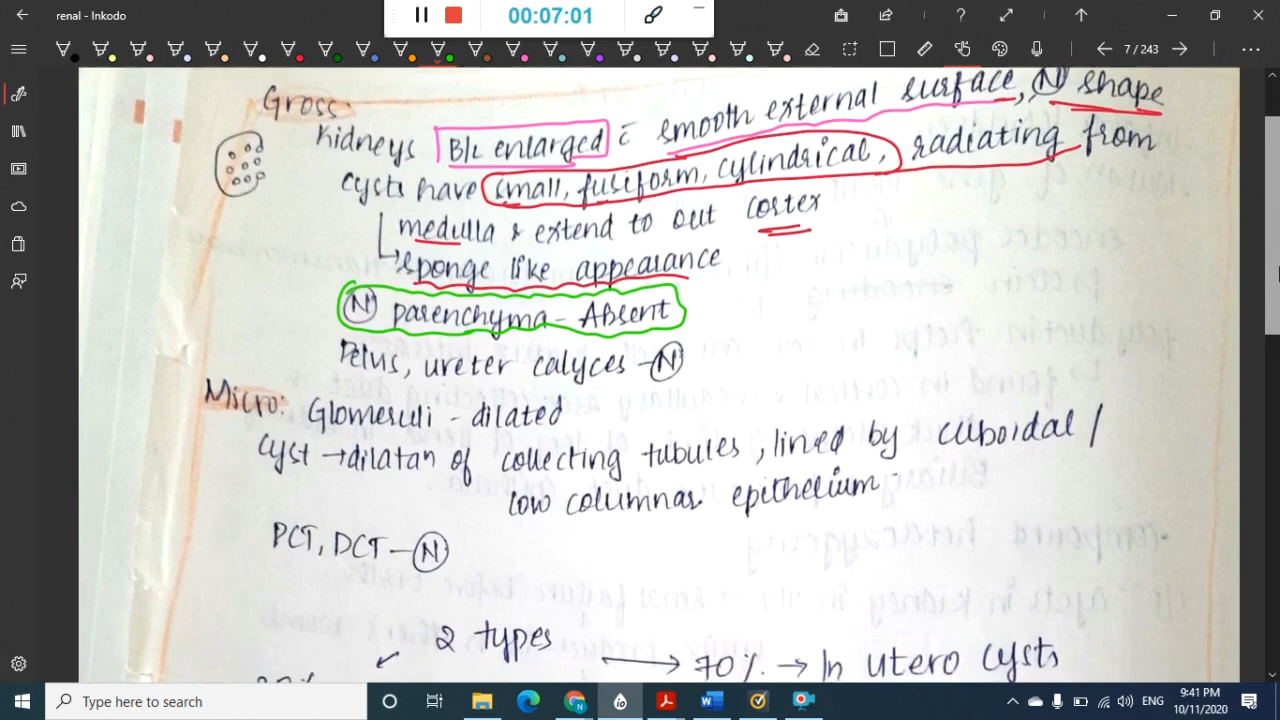 renal - Inkodo
00:07:01
7 / 243
Gross:
Kidneys B/L enlarged c̄ smooth external surface, (N) shape
cysts have small, fusiform, cylindrical, radiating from
medulla & extend to out cortex
↳ sponge like appearance
(N) parenchyma - Absent
Pelvis, ureter calyces - (N)
Micro: Glomeruli - dilated
Cyst → dilatan of collecting tubules, lined by cuboidal /
low columnar epithelium
PCT, DCT - (N)
2 types
→ 70% → In utero cysts
Type here to search
ENG
9:41 PM
10/11/2020